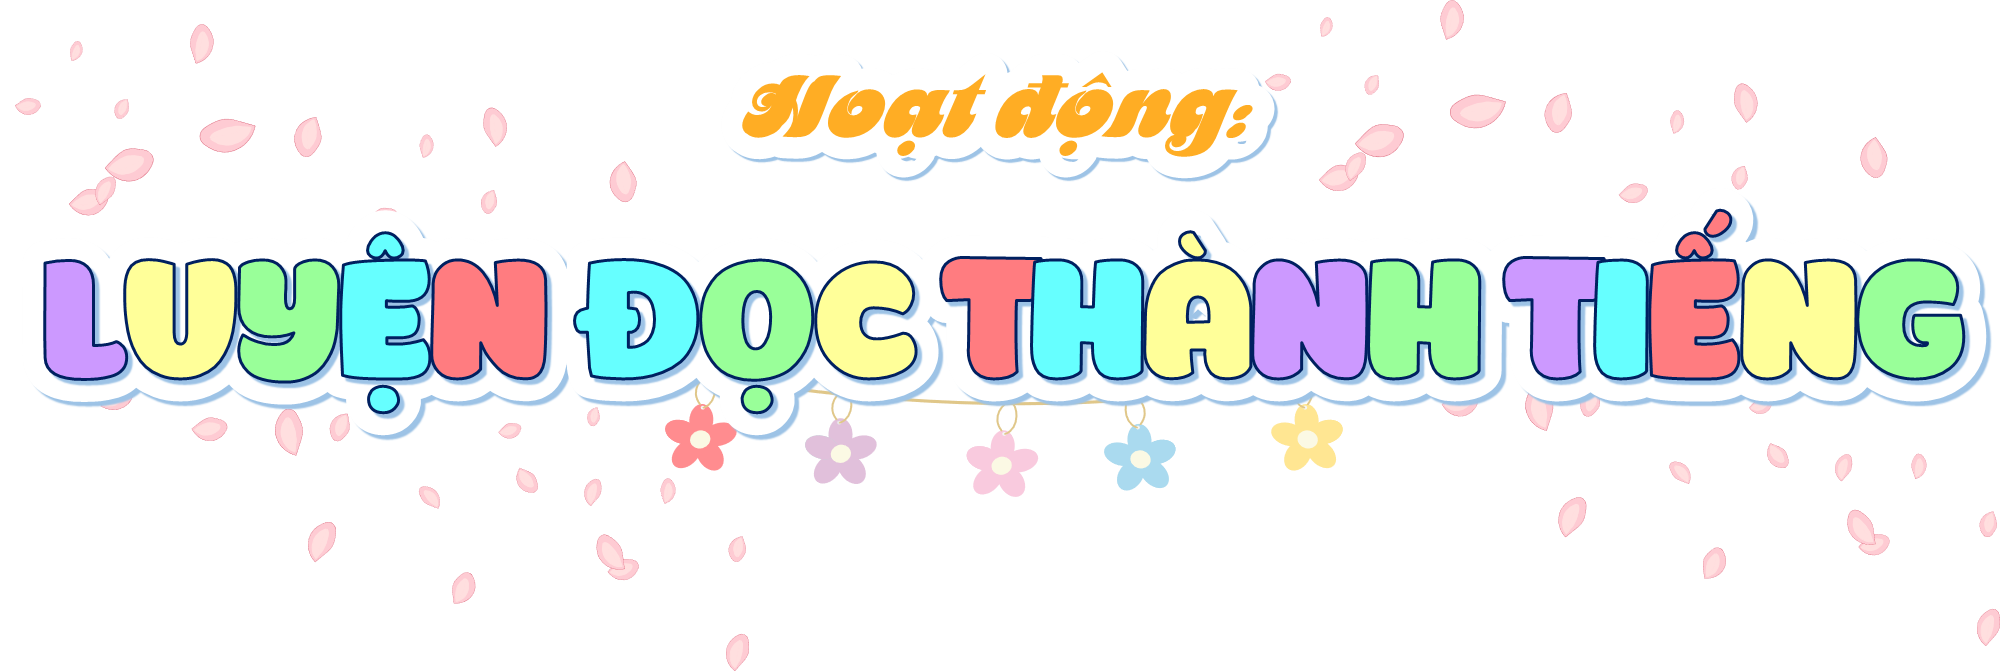 Hoạt động:
LUYỆN ĐỌC THÀNH TIẾNG